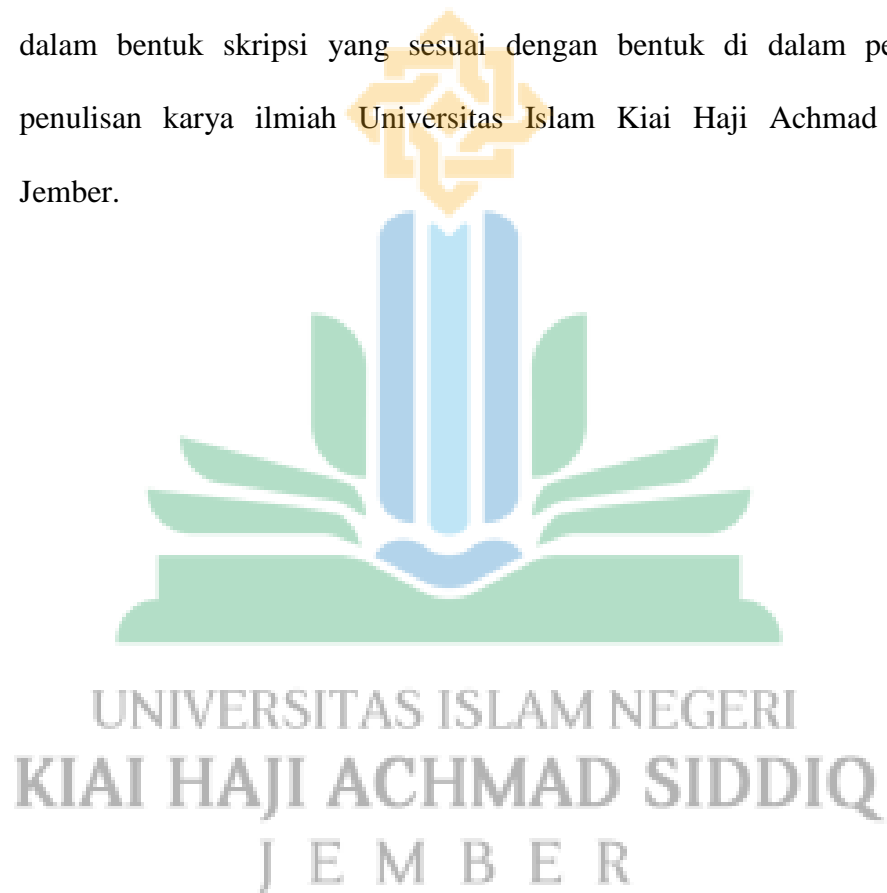 dalam bentuk skripsi yang sesuai dengan bentuk di dalam pe
penulisan karya ilmiah Universitas Islam Kiai Haji Achmad
Jember.
UNIVERSITAS ISLAM NEGERI
KIAI HAJI ACHMAD SIDDIQ
JEMBER